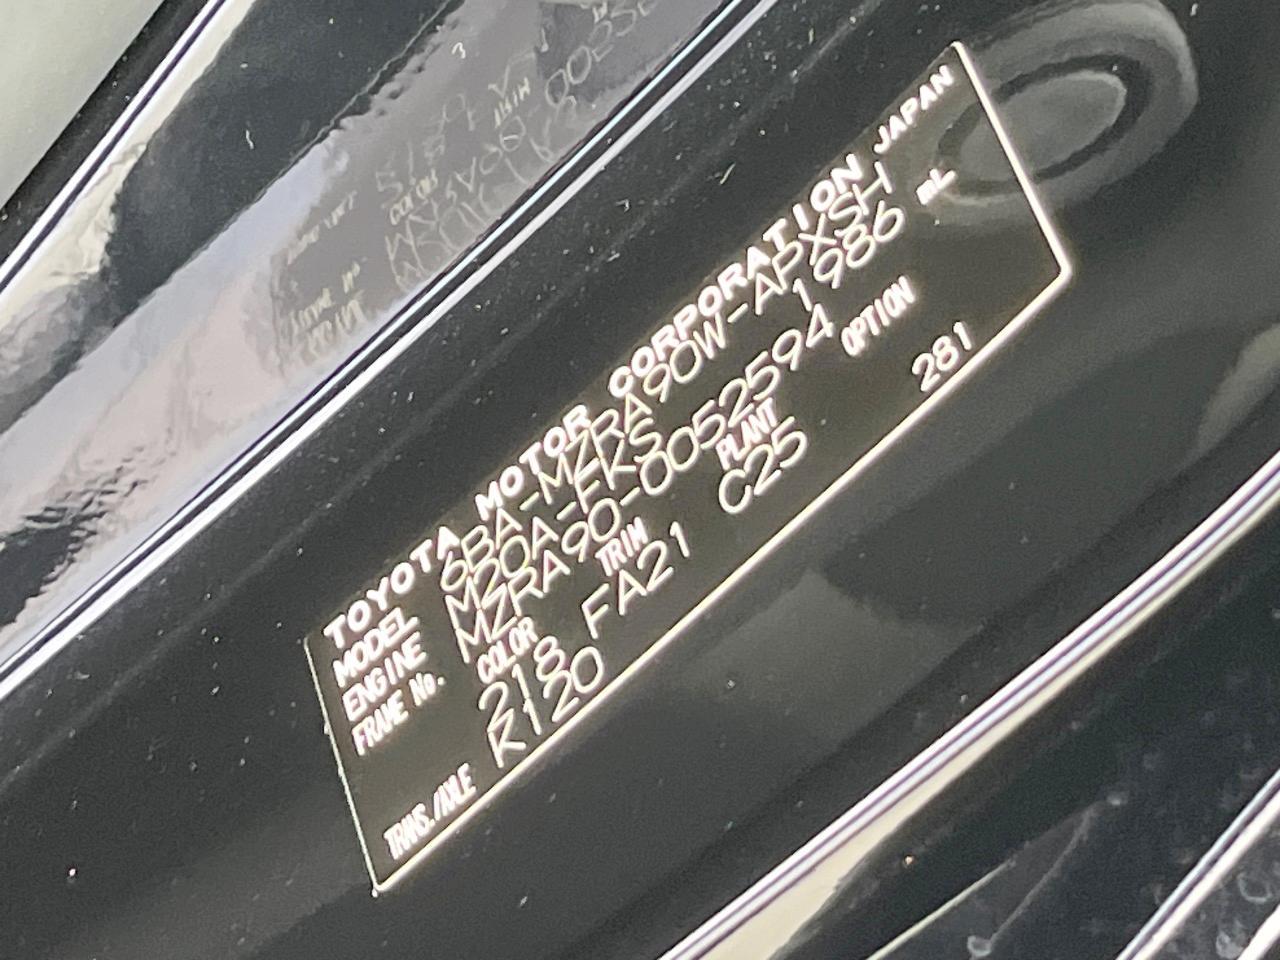 TOYOTA MOTOR CORPORATION JAPAN
MODEL 6BA-MZRA90W-APXSH
ENGINE M20A-FKS 1986 mL
FRAME No. MZRA90-0052594
COLOR TRIM PLANT OPTION
218 FA21 C25 281
TRANS./AXLE K120